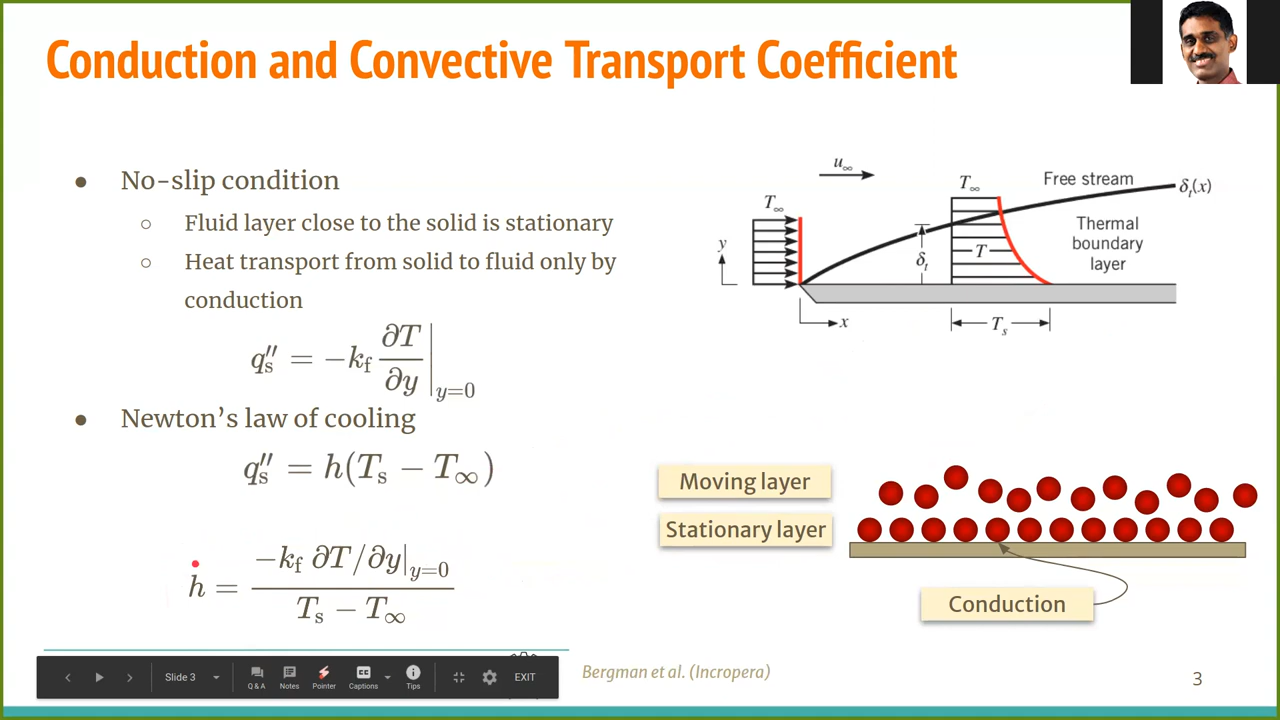 Conduction and Convective Transport Coefficient
● No-slip condition
○ Fluid layer close to the solid is stationary
○ Heat transport from solid to fluid only by
conduction
q″ₛ = −k_f ∂T/∂y |_{y=0}
● Newton's law of cooling
q″ₛ = h(Tₛ − T∞)
h = −k_f ∂T/∂y|_{y=0} / Tₛ − T∞
u∞
T∞
T∞
Free stream
δₜ(x)
y
δₜ
T
Thermal
boundary
layer
x
Tₛ
Moving layer
Stationary layer
Conduction
Bergman et al. (Incropera)
3
Slide 3
Q & A
Notes
Pointer
Captions
Tips
EXIT